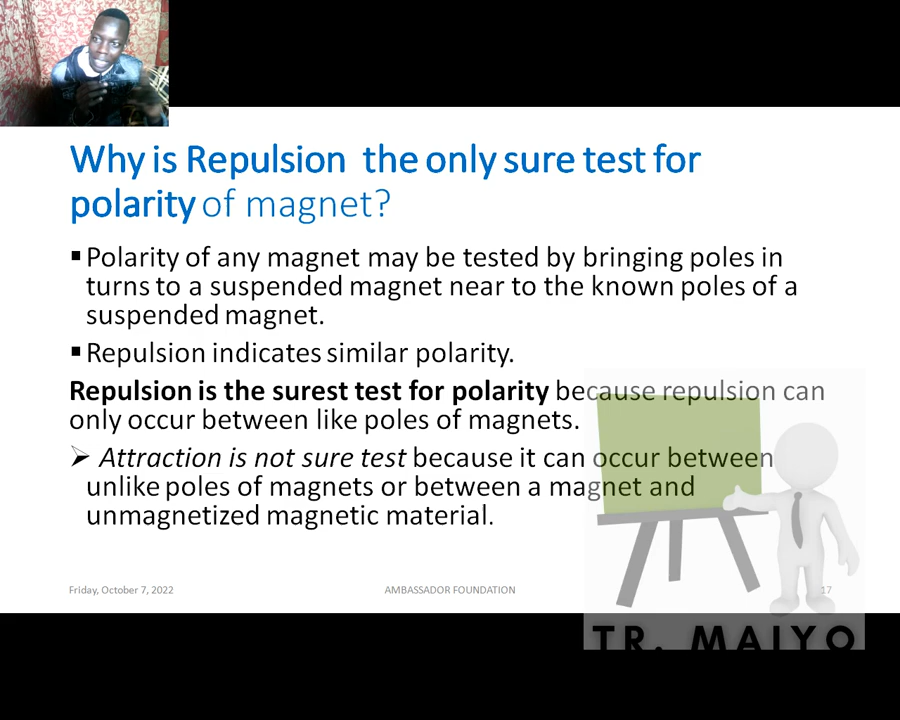 Why is Repulsion the only sure test for
polarity of magnet?
▪ Polarity of any magnet may be tested by bringing poles in
turns to a suspended magnet near to the known poles of a
suspended magnet.
▪ Repulsion indicates similar polarity.
Repulsion is the surest test for polarity because repulsion can
only occur between like poles of magnets.
➢ Attraction is not sure test because it can occur between
unlike poles of magnets or between a magnet and
unmagnetized magnetic material.
Friday, October 7, 2022
AMBASSADOR FOUNDATION
17
TR. MAIYO